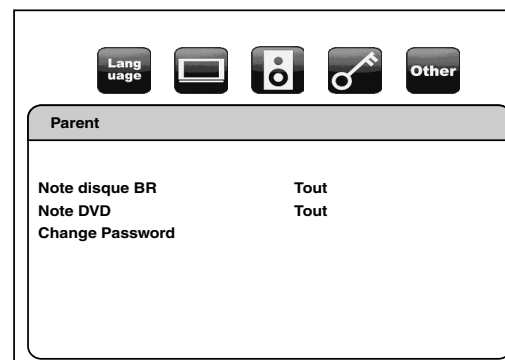 Lang
uage
Other
Parent
Note disque BR Tout
Note DVD Tout
Change Password